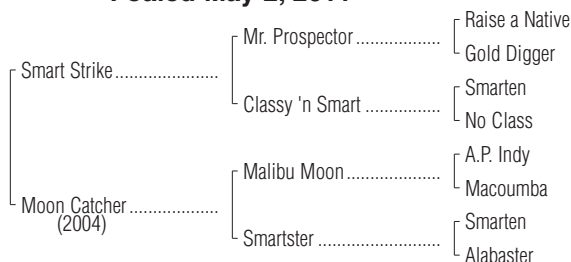 Foaled May 2, 2011
Raise a Native
Mr. Prospector
Gold Digger
Smart Strike
Smarten
Classy 'n Smart
No Class
A.P. Indy
Malibu Moon
Macoumba
Moon Catcher
(2004)
Smarten
Smartster
Alabaster